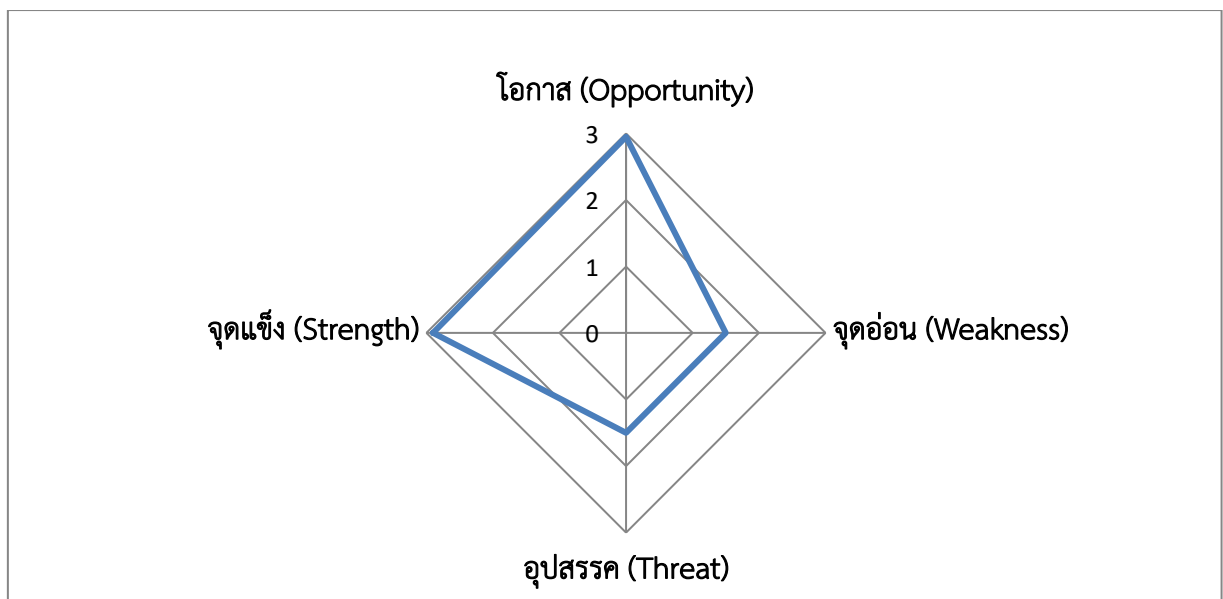 โอกาส (Opportunity)
3
2
1
0
จุดแข็ง (Strength)
จุดอ่อน (Weakness)
อุปสรรค (Threat)